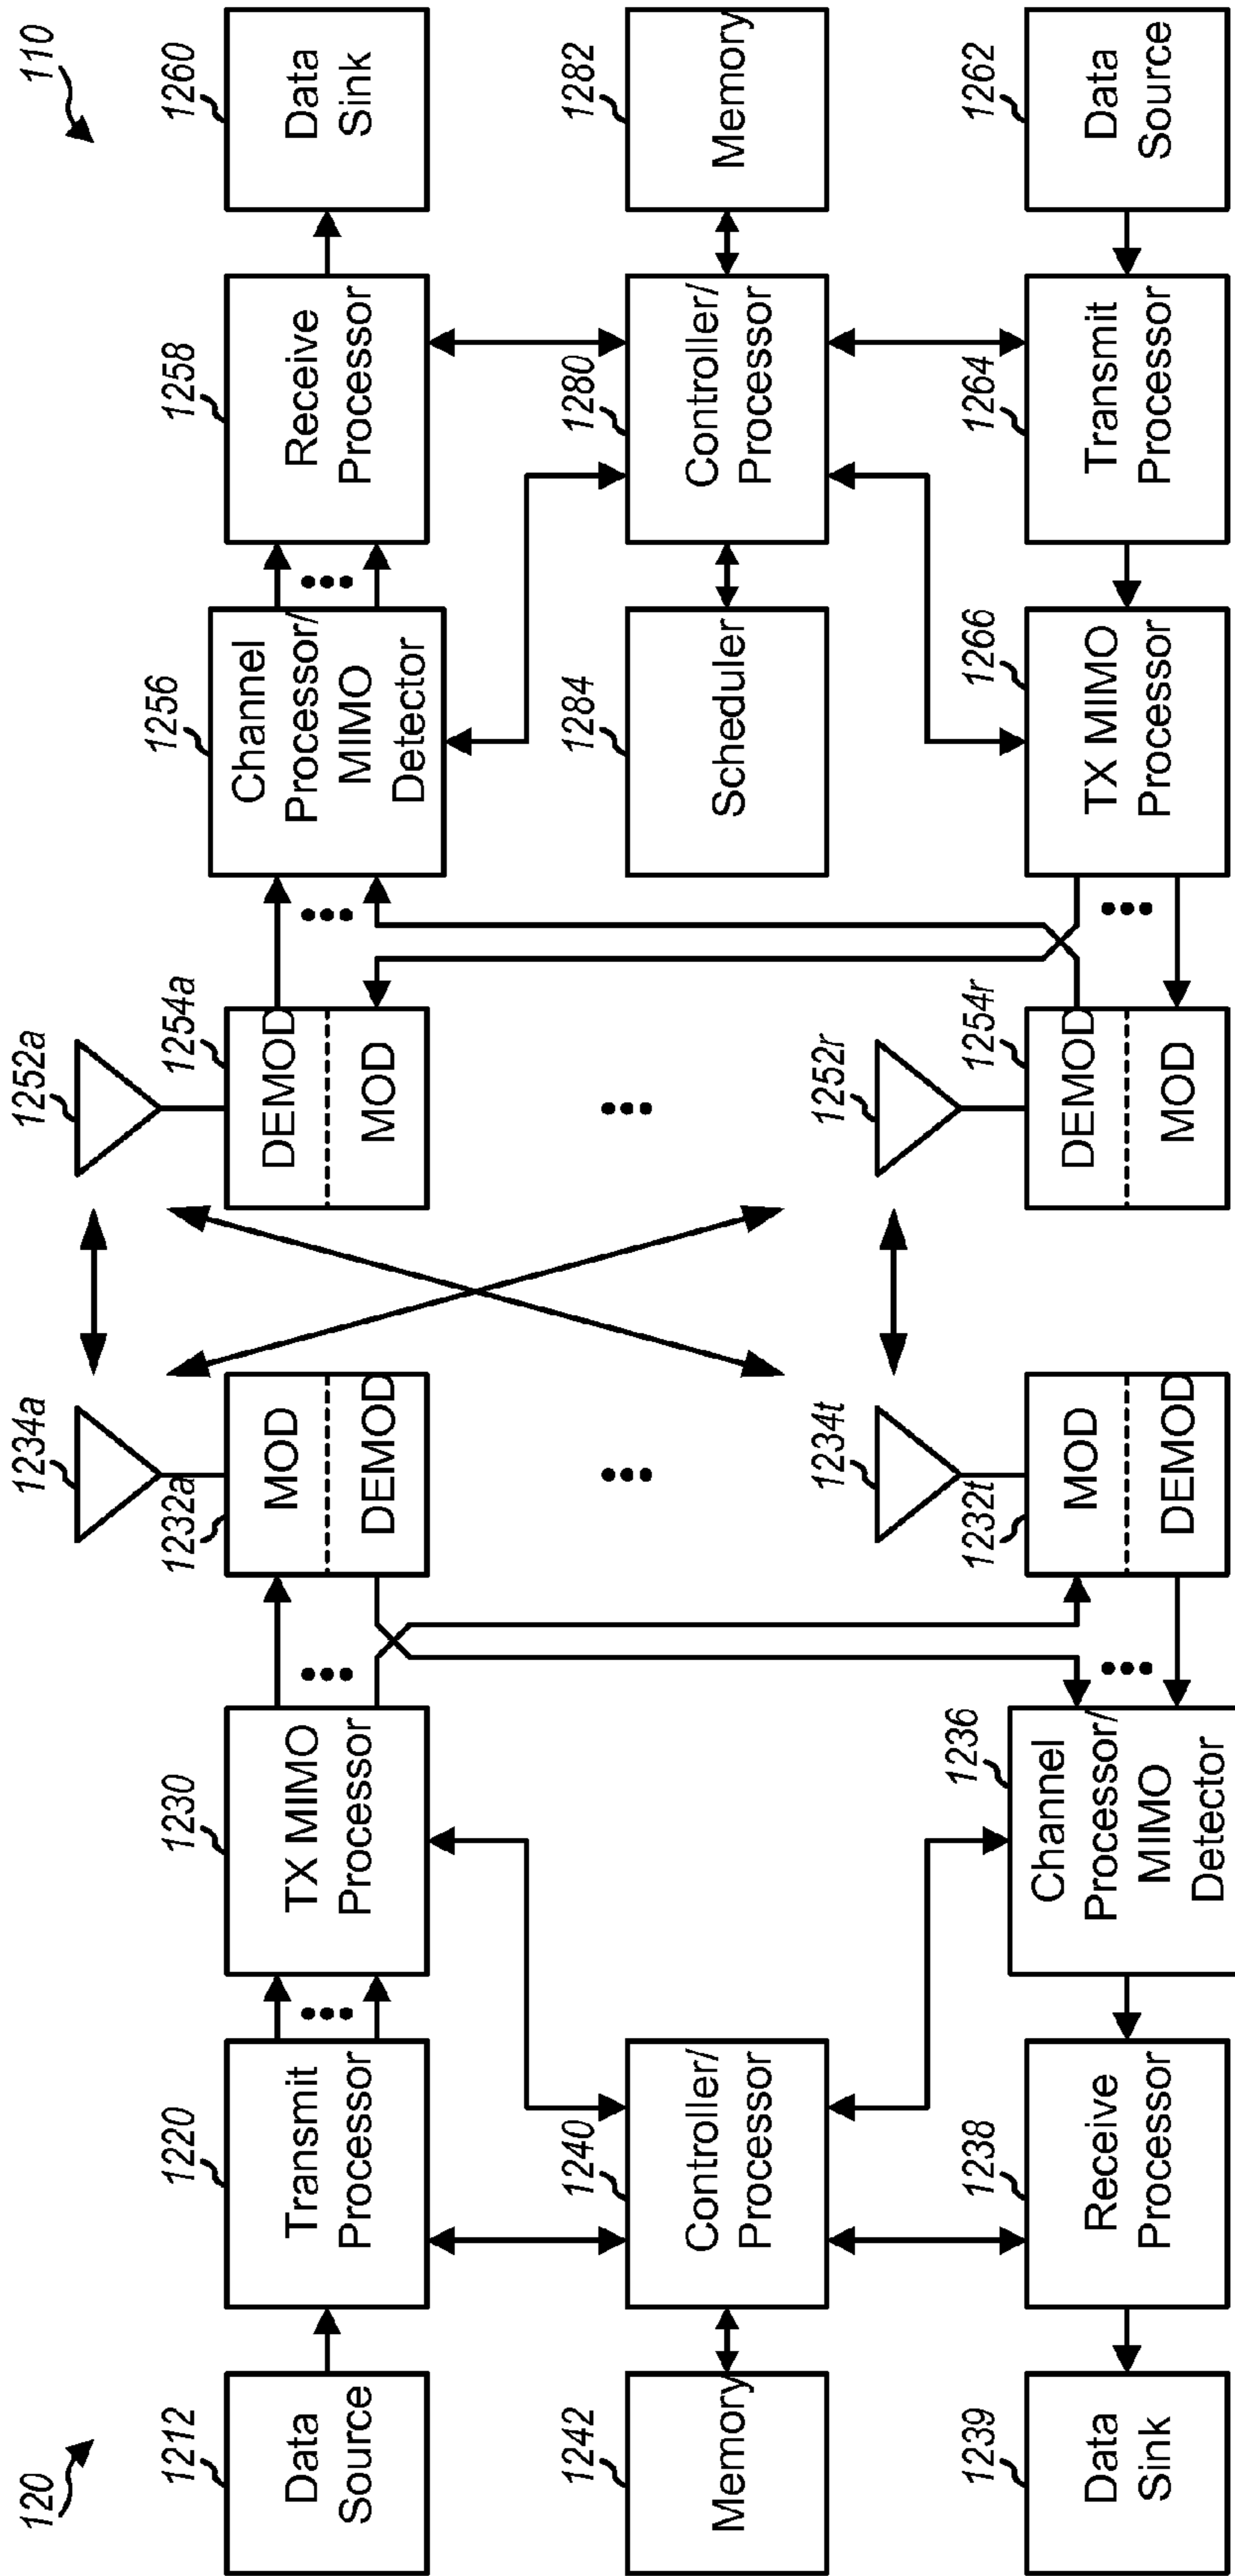 120
1212
Data
Source
1220
Transmit
Processor
1230
TX MIMO
Processor
1234a
1232a
MOD
DEMOD
1252a
1254a
DEMOD
MOD
1256
Channel
Processor/
MIMO
Detector
1258
Receive
Processor
110
1260
Data
Sink
1242
Memory
1240
Controller/
Processor
1284
Scheduler
1280
Controller/
Processor
1282
Memory
1239
Data
Sink
1238
Receive
Processor
1236
Channel
Processor/
MIMO
Detector
1234t
1232t
MOD
DEMOD
1252r
1254r
DEMOD
MOD
1266
TX MIMO
Processor
1264
Transmit
Processor
1262
Data
Source